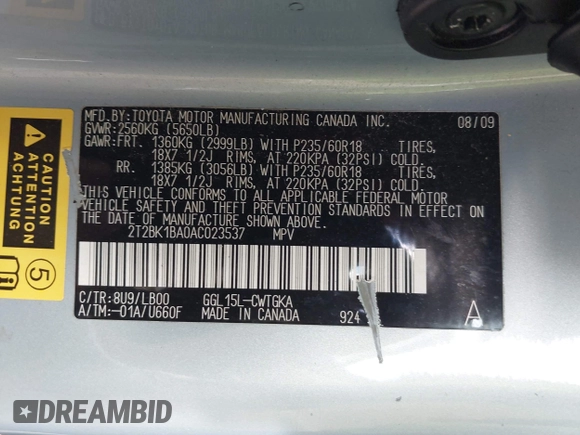 MFD.BY:TOYOTA MOTOR MANUFACTURING CANADA INC. 08/09
GVWR:2560KG (5650LB)
GAWR:FRT. 1360KG (2999LB) WITH P235/60R18 TIRES,
18X7 1/2J RIMS, AT 220KPA (32PSI) COLD.
RR. 1385KG (3056LB) WITH P235/60R18 TIRES,
18X7 1/2J RIMS, AT 220KPA (32PSI) COLD.
THIS VEHICLE CONFORMS TO ALL APPLICABLE FEDERAL MOTOR
VEHICLE SAFETY AND THEFT PREVENTION STANDARDS IN EFFECT ON
THE DATE OF MANUFACTURE SHOWN ABOVE.
2T2BK1BA0AC023537 MPV
C/TR:8U9/LB00 GGL15L-CWTGKA
A/TM:-01A/U660F MADE IN CANADA 924 A
5
DREAMBID